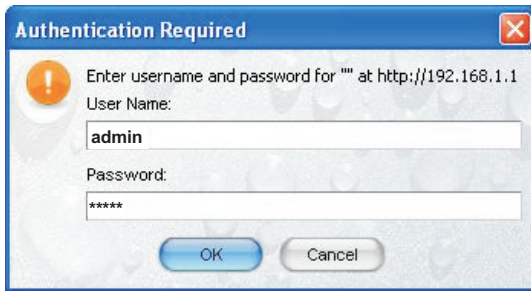 Authentication Required
Enter username and password for "" at http://192.168.1.1
User Name:
admin
Password:
*****
OK Cancel